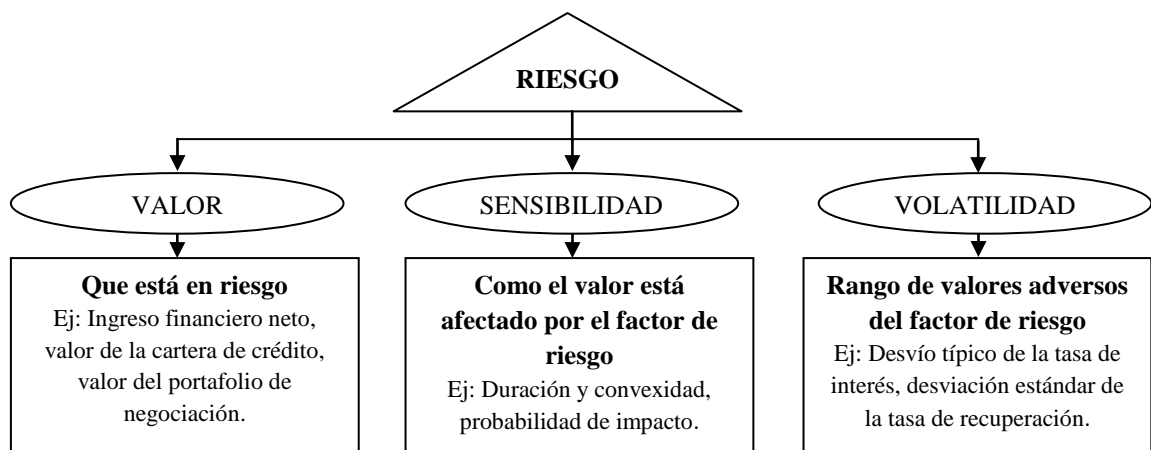 RIESGO
VALOR
SENSIBILIDAD
VOLATILIDAD
Que está en riesgo
Ej: Ingreso financiero neto,
valor de la cartera de crédito,
valor del portafolio de
negociación.
Como el valor está
afectado por el factor de
riesgo
Ej: Duración y convexidad,
probabilidad de impacto.
Rango de valores adversos
del factor de riesgo
Ej: Desvío típico de la tasa de
interés, desviación estándar de
la tasa de recuperación.